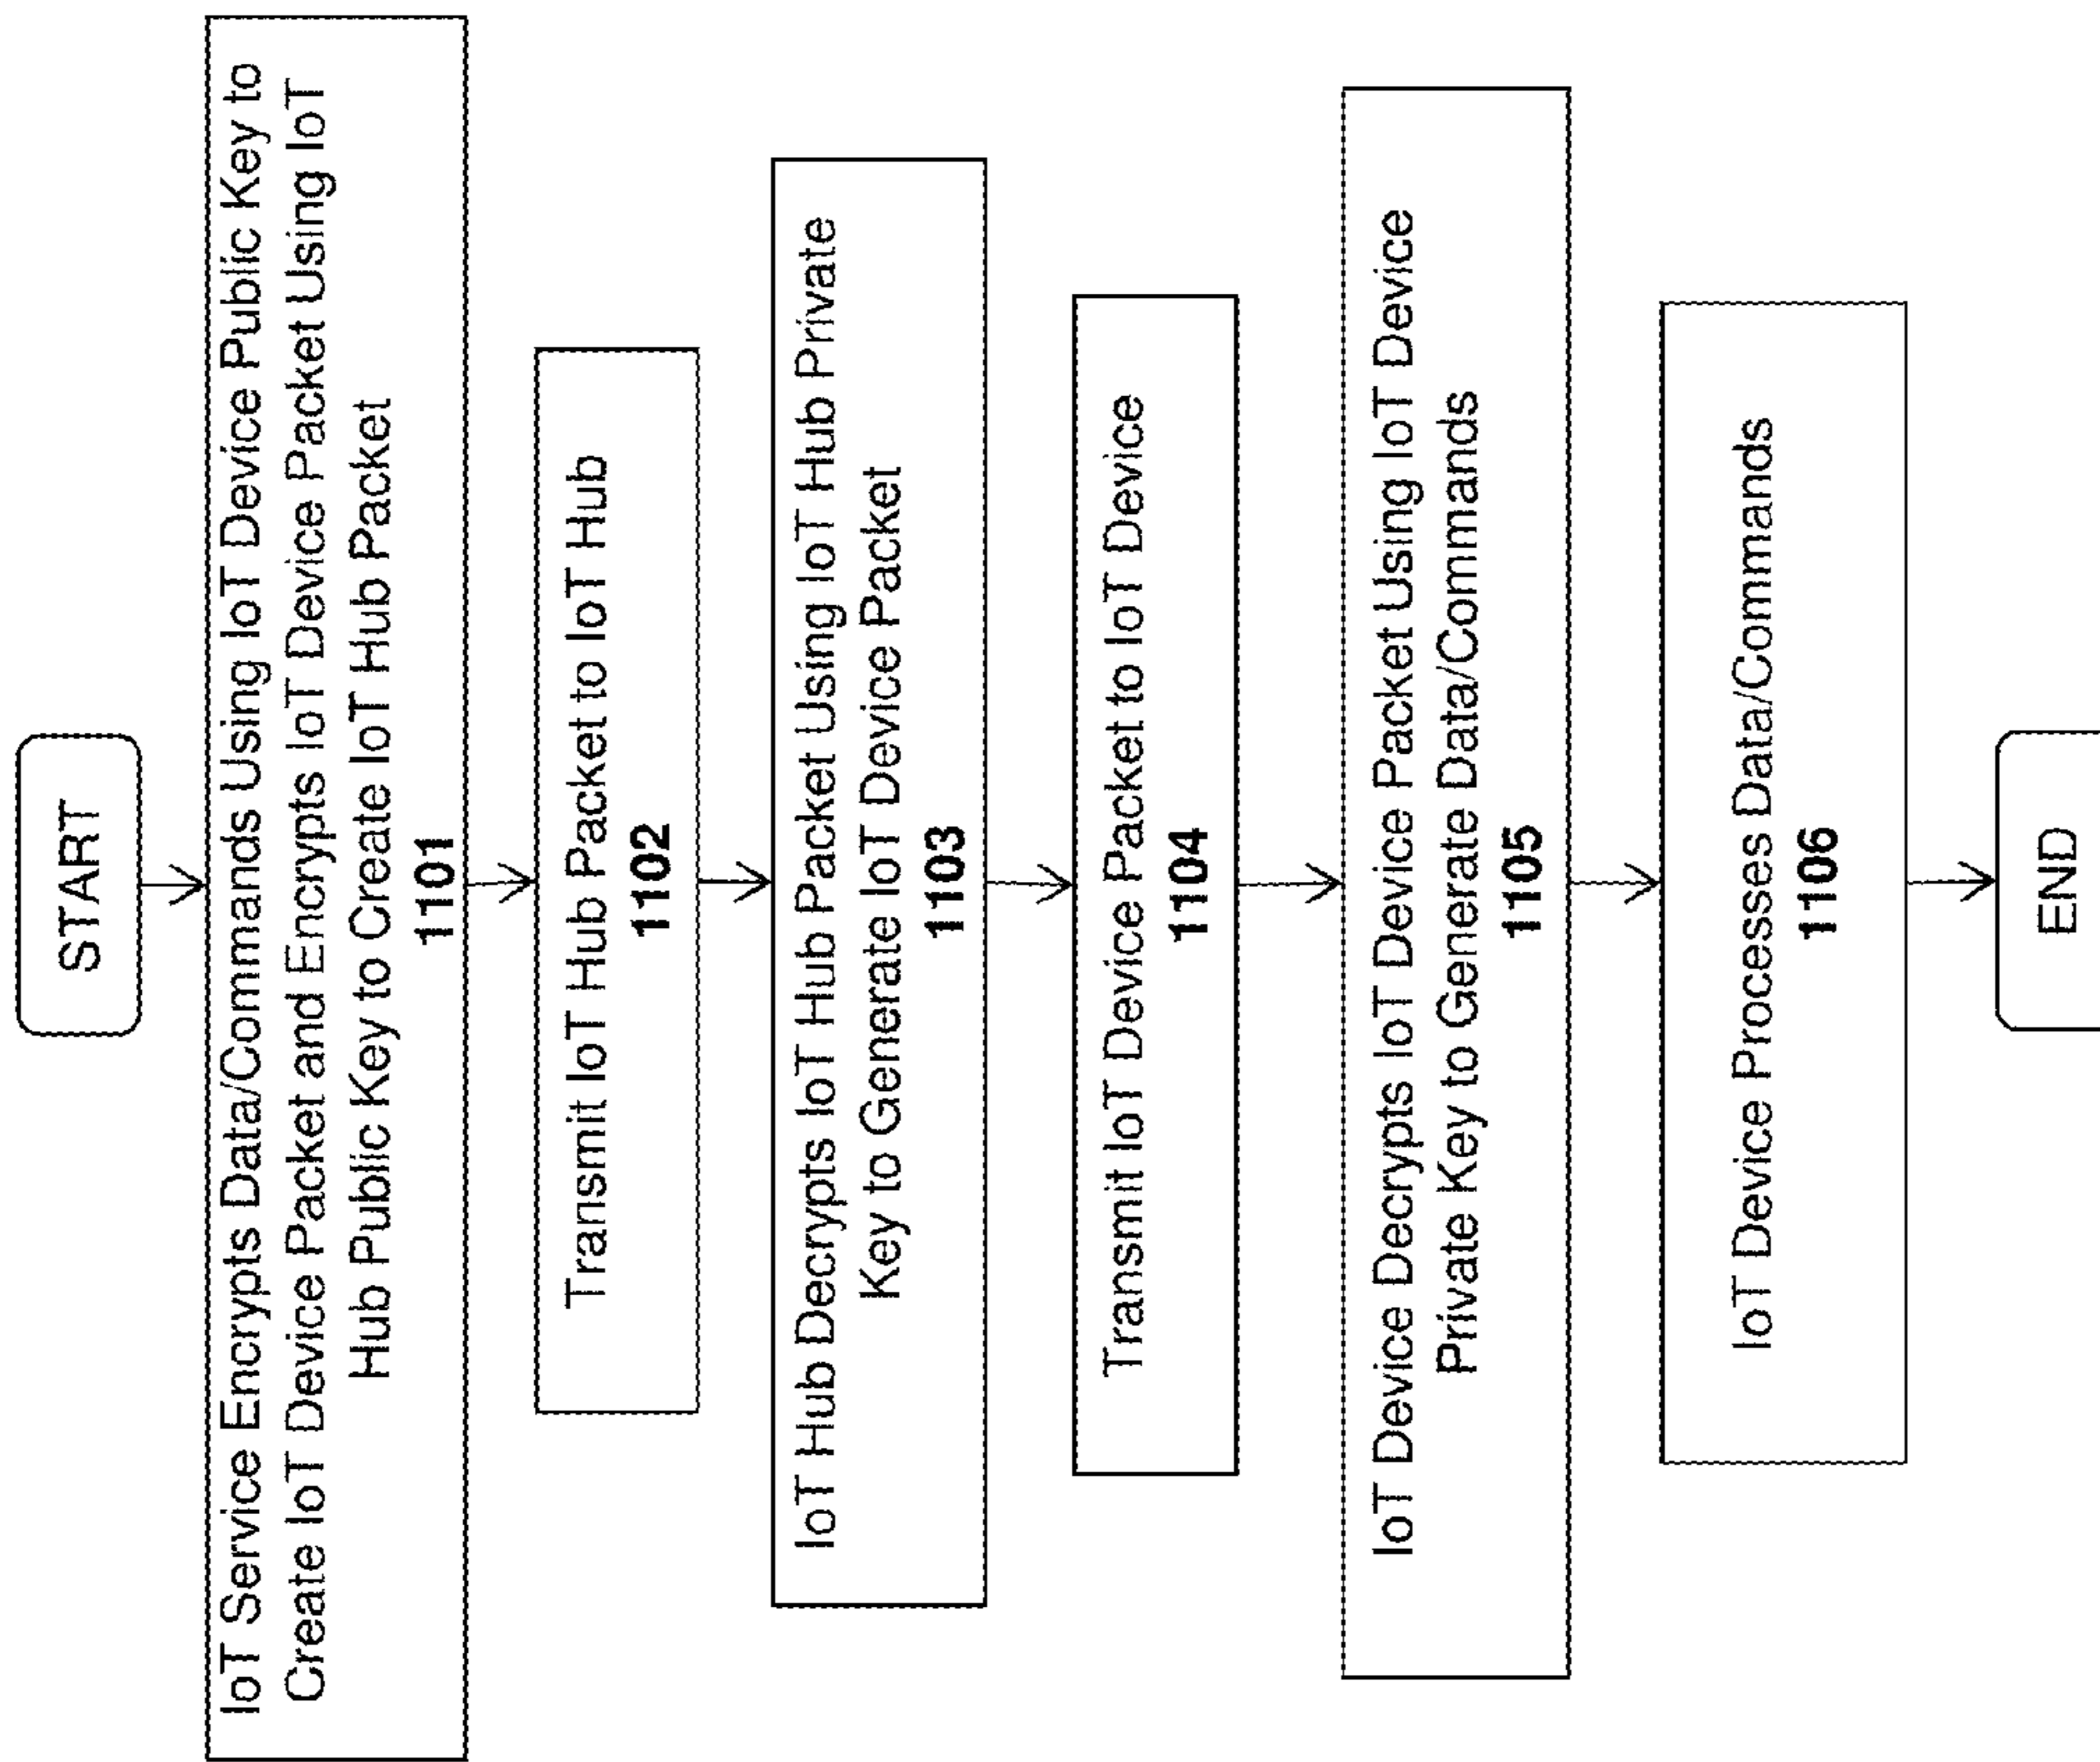 START
IoT Service Encrypts Data/Commands Using IoT Device Public Key to
Create IoT Device Packet and Encrypts IoT Device Packet Using IoT
Hub Public Key to Create IoT Hub Packet
1101
Transmit IoT Hub Packet to IoT Hub
1102
IoT Hub Decrypts IoT Hub Packet Using IoT Hub Private
Key to Generate IoT Device Packet
1103
Transmit IoT Device Packet to IoT Device
1104
IoT Device Decrypts IoT Device Packet Using IoT Device
Private Key to Generate Data/Commands
1105
IoT Device Processes Data/Commands
1106
END